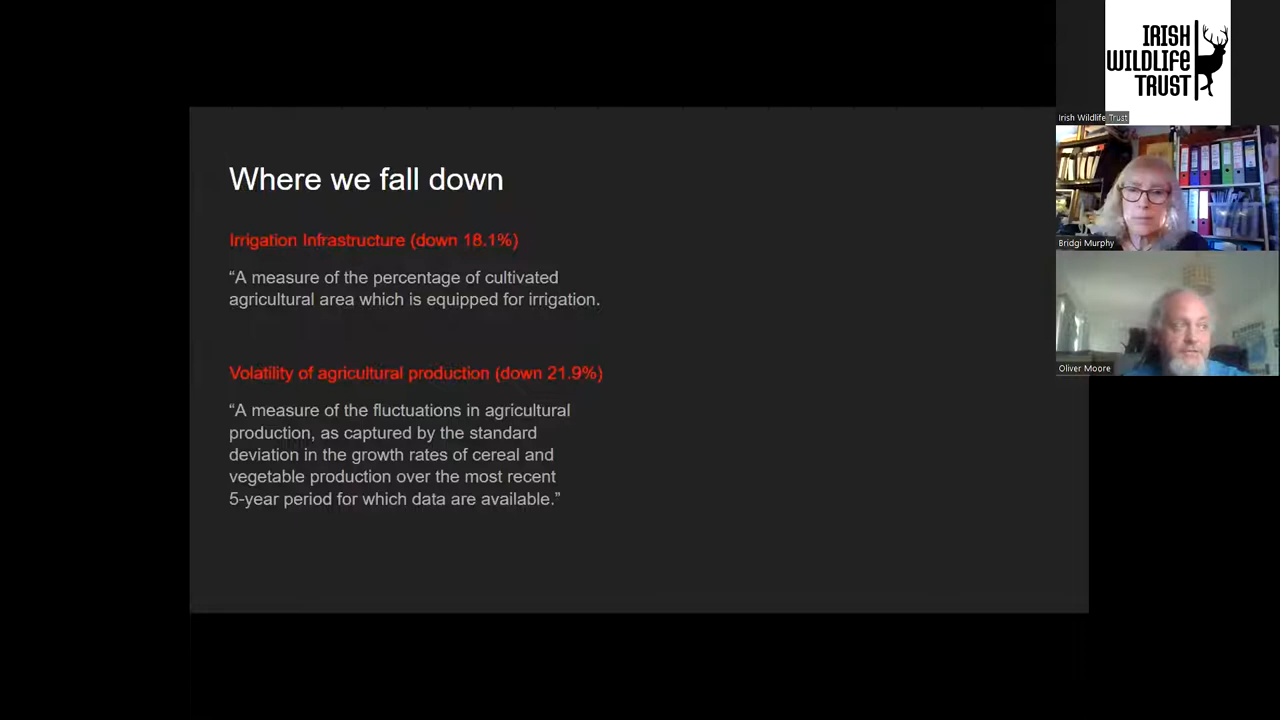 Where we fall down
Irrigation Infrastructure (down 18.1%)
“A measure of the percentage of cultivated
agricultural area which is equipped for irrigation.
Volatility of agricultural production (down 21.9%)
“A measure of the fluctuations in agricultural
production, as captured by the standard
deviation in the growth rates of cereal and
vegetable production over the most recent
5-year period for which data are available.”
IRISH
WILDLIFE
TRUST
Irish Wildlife Trust
Bridgi Murphy
Oliver Moore